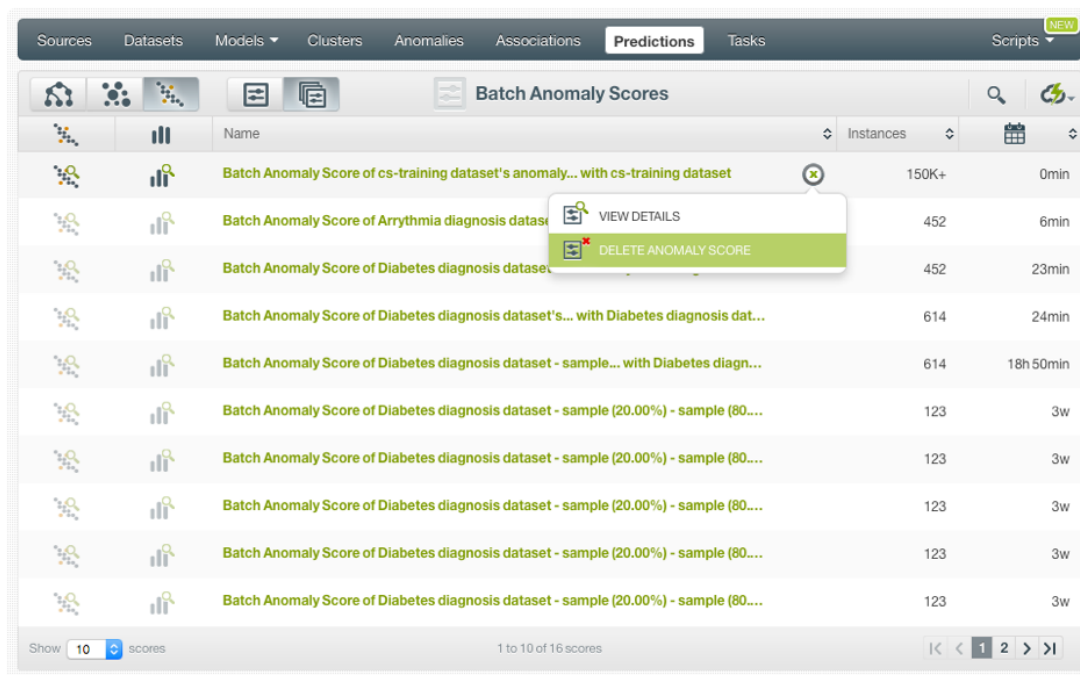 NEW
Sources Datasets Models Clusters Anomalies Associations Predictions Tasks Scripts
Batch Anomaly Scores
Name Instances
Batch Anomaly Score of cs-training dataset's anomaly... with cs-training dataset 150K+ 0min
VIEW DETAILS
Batch Anomaly Score of Arrythmia diagnosis 452 6min
DELETE ANOMALY SCORE
Batch Anomaly Score of Diabetes diagnosis 452 23min
Batch Anomaly Score of Diabetes diagnosis dataset's... with Diabetes diagnosis dat... 614 24min
Batch Anomaly Score of Diabetes diagnosis dataset - sample... with Diabetes diagn... 614 18h 50min
Batch Anomaly Score of Diabetes diagnosis dataset - sample (20.00%) - sample (80.... 123 3w
Batch Anomaly Score of Diabetes diagnosis dataset - sample (20.00%) - sample (80.... 123 3w
Batch Anomaly Score of Diabetes diagnosis dataset - sample (20.00%) - sample (80.... 123 3w
Batch Anomaly Score of Diabetes diagnosis dataset - sample (20.00%) - sample (80.... 123 3w
Batch Anomaly Score of Diabetes diagnosis dataset - sample (20.00%) - sample (80.... 123 3w
Show 10 scores 1 to 10 of 16 scores 1 2